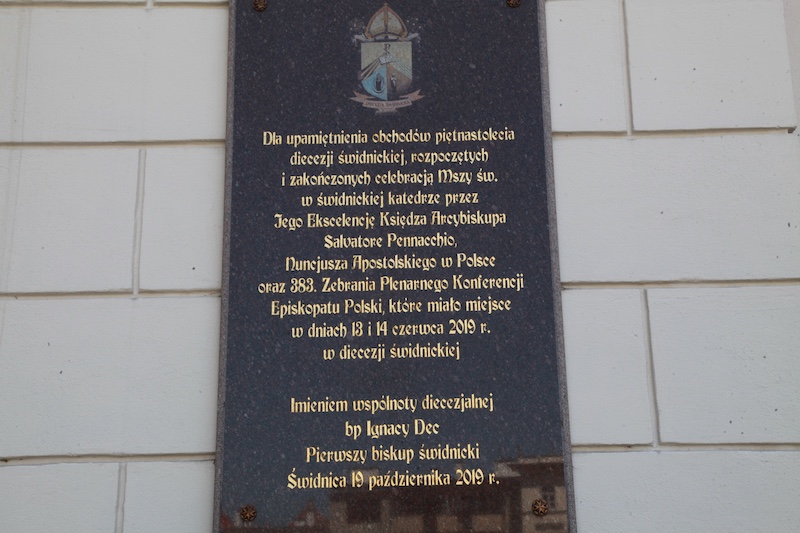 Dla upamiętnienia obchodów piętnastolecia
diecezji świdnickiej, rozpoczętych
i zakończonych celebracją Mszy św.
w świdnickiej katedrze przez
Jego Ekscelencję Księdza Arcybiskupa
Salvatore Pennacchio,
Nuncjusza Apostolskiego w Polsce
oraz 383. Zebrania Plenarnego Konferencji
Episkopatu Polski, które miało miejsce
w dniach 13 i 14 czerwca 2019 r.
w diecezji świdnickiej
Imieniem wspólnoty diecezjalnej
bp Ignacy Dec
Pierwszy biskup świdnicki
Świdnica 19 października 2019 r.